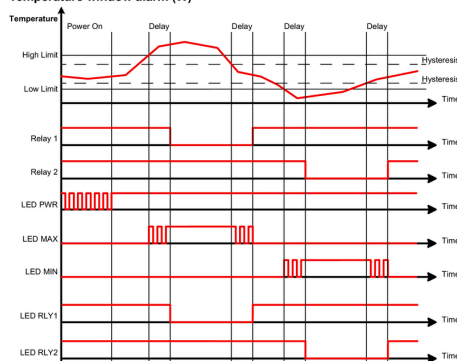 Temperature window alarm (W)
Temperature
Power On Delay Delay Delay Delay
High Limit
Hysteresis
Hysteresis
Low Limit
Time
Relay 1
Time
Relay 2
Time
LED PWR
Time
LED MAX
Time
LED MIN
Time
LED RLY1
Time
LED RLY2
Time